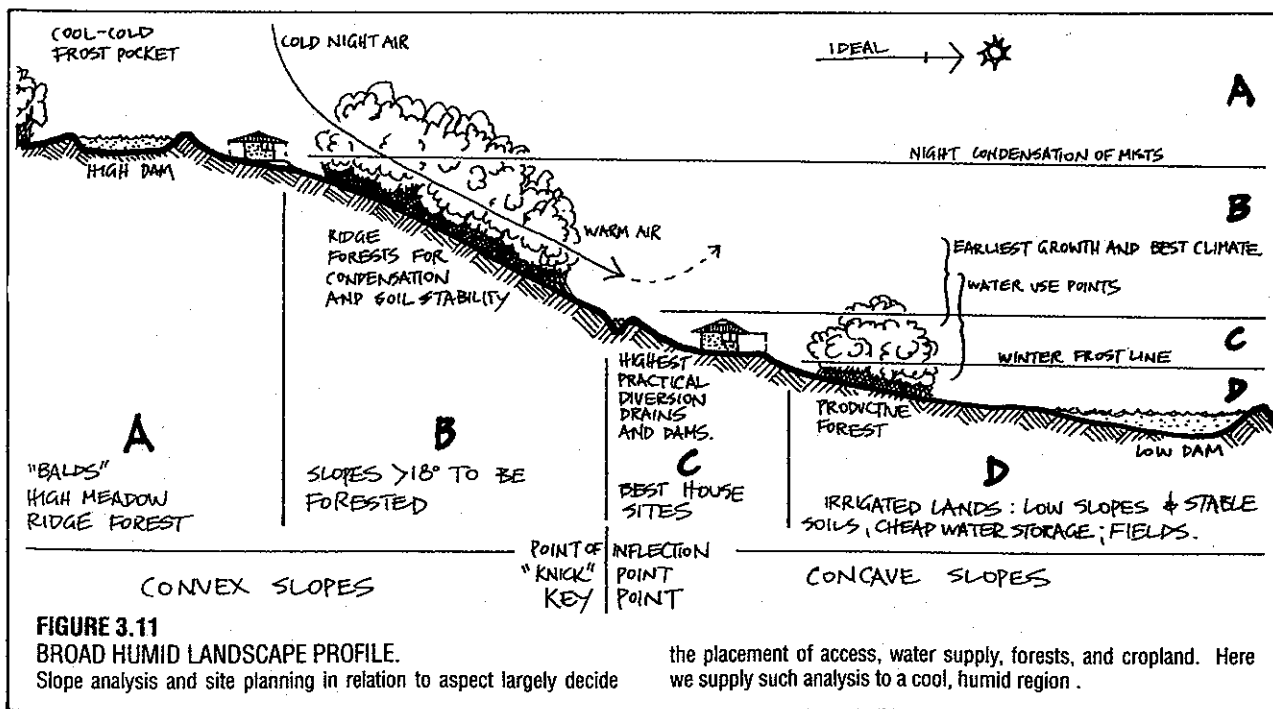 COOL-COLD
FROST POCKET
COLD NIGHT AIR
IDEAL
A
HIGH DAM
NIGHT CONDENSATION OF MISTS
B
RIDGE
FORESTS FOR
CONDENSATION
AND SOIL STABILITY
WARM AIR
EARLIEST GROWTH AND BEST CLIMATE
WATER USE POINTS
C
WINTER FROST LINE
D
HIGHEST
PRACTICAL
DIVERSION
DRAINS
AND DAMS.
PRODUCTIVE
FOREST
LOW DAM
A
"BALDS"
HIGH MEADOW
RIDGE FOREST
B
SLOPES >18° TO BE
FORESTED
C
BEST HOUSE
SITES
D
IRRIGATED LANDS: LOW SLOPES & STABLE
SOILS, CHEAP WATER STORAGE; FIELDS.
CONVEX SLOPES
POINT OF INFLECTION
"KNICK" POINT
KEY POINT
CONCAVE SLOPES
FIGURE 3.11
BROAD HUMID LANDSCAPE PROFILE.
Slope analysis and site planning in relation to aspect largely decide
the placement of access, water supply, forests, and cropland. Here
we supply such analysis to a cool, humid region .